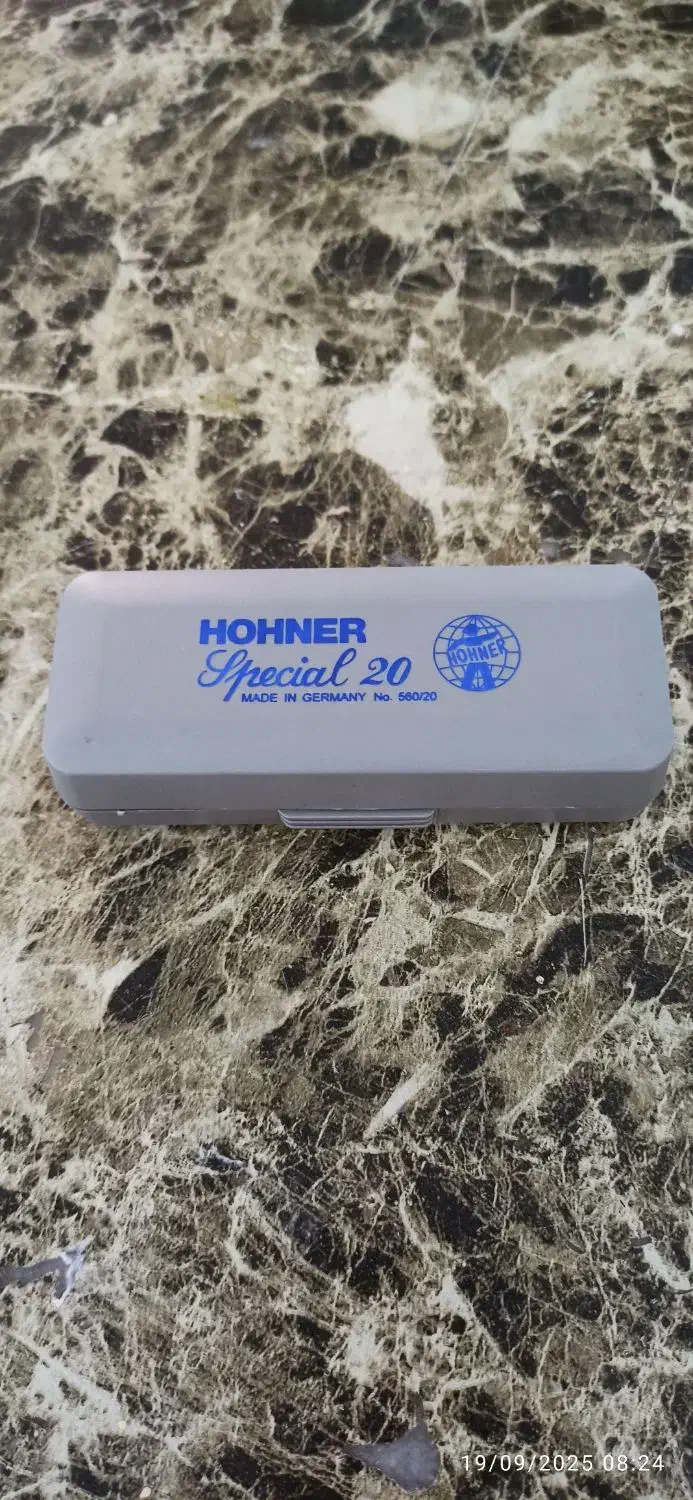 HOHNER
Special 20
MADE IN GERMANY No. 560/20
HOHNER
19/09/2025 08:24